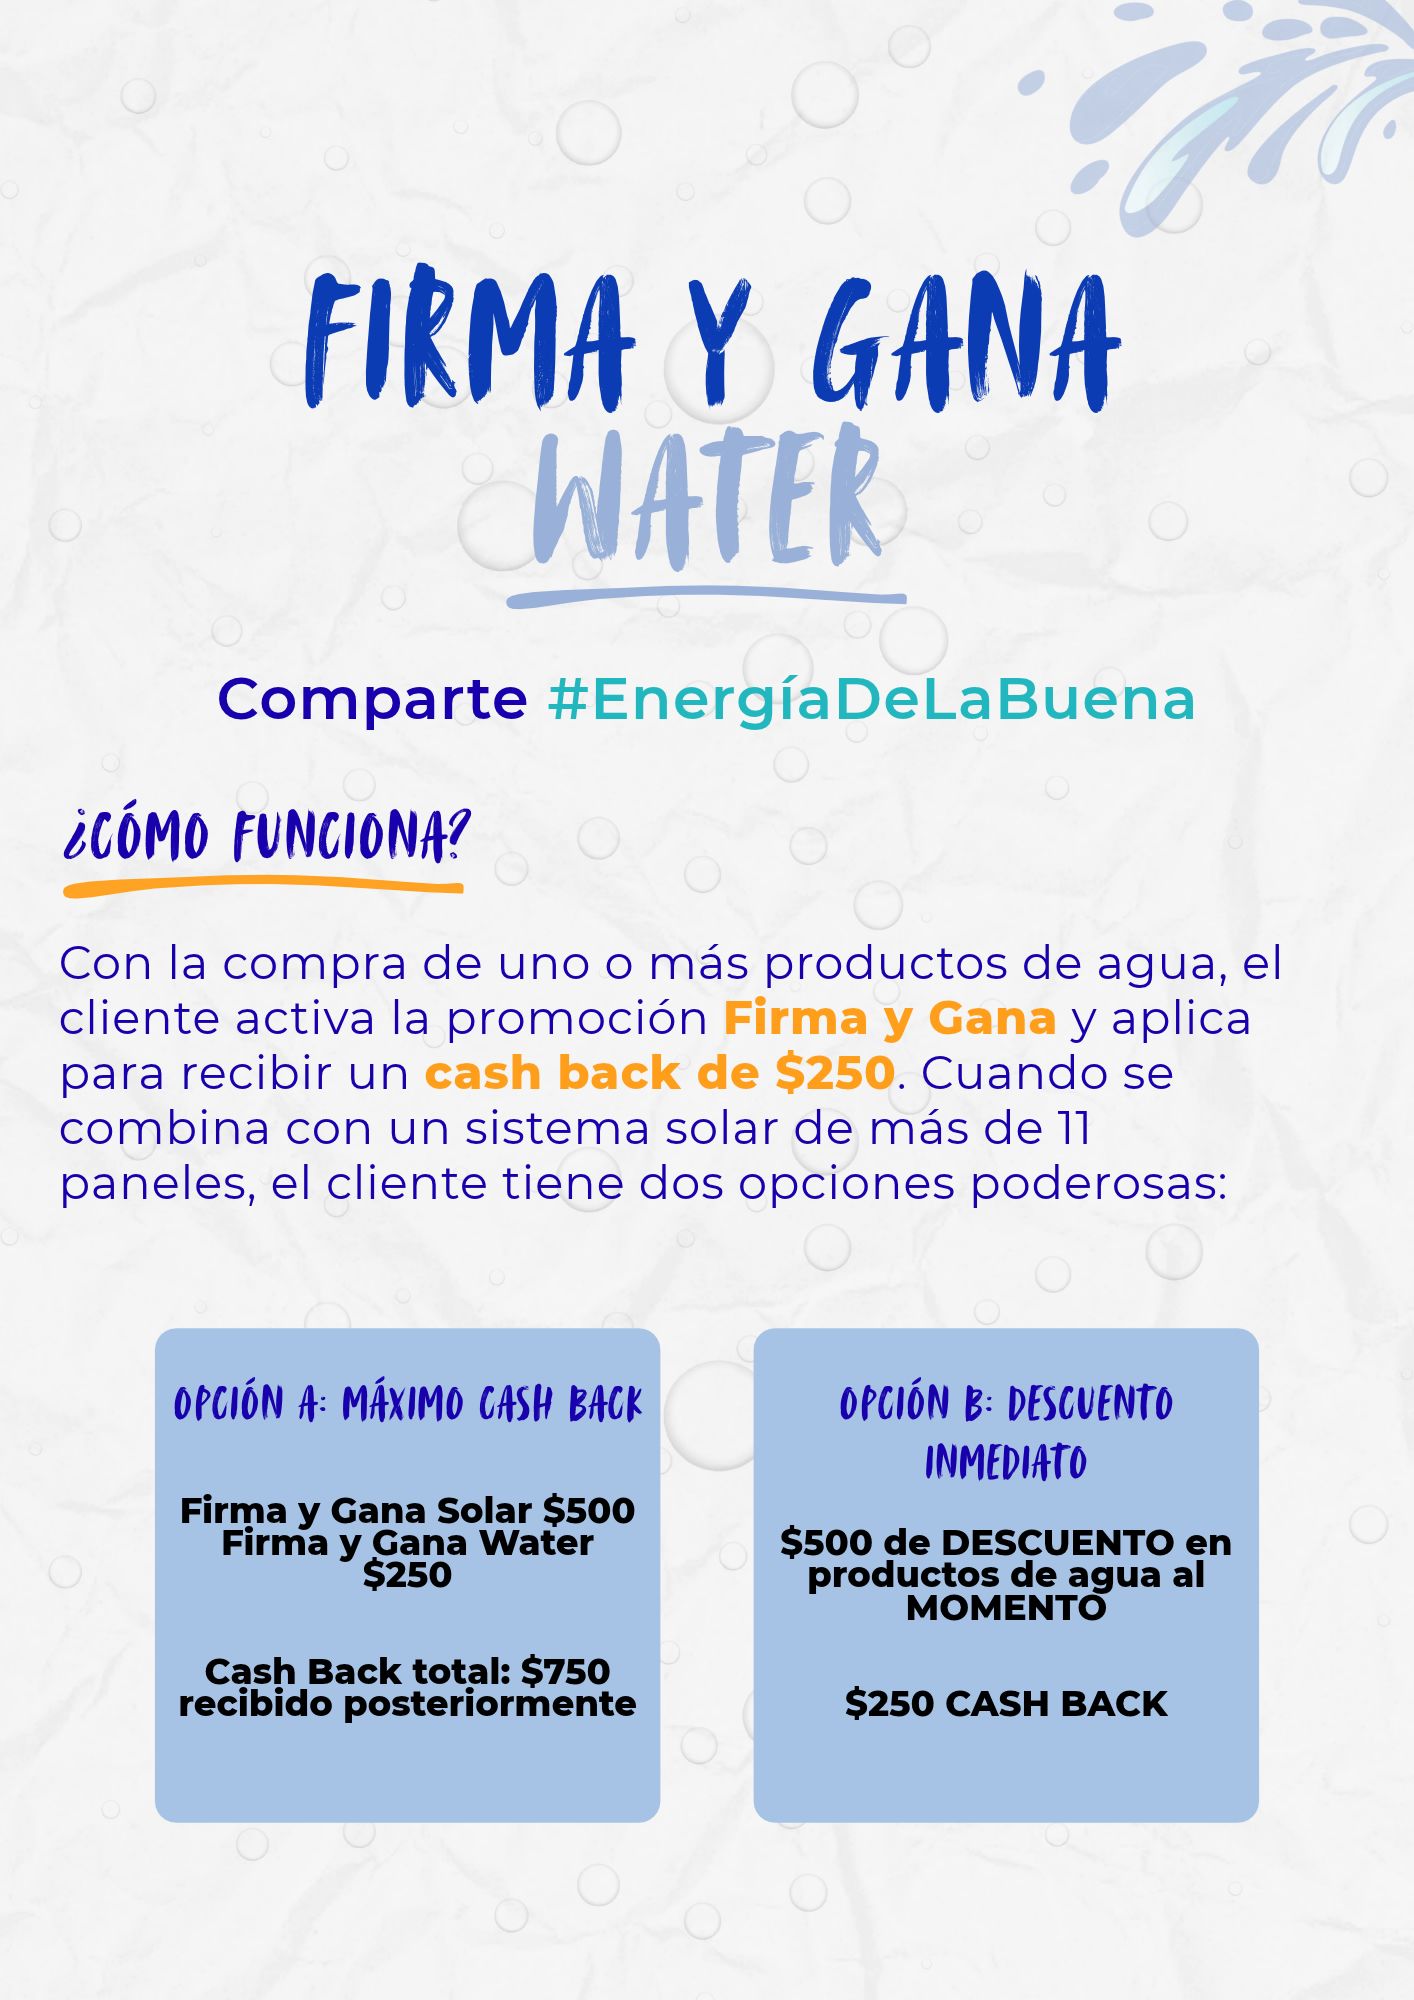 FIRMA Y GANA
WATER
Comparte #EnergíaDeLaBuena
¿CÓMO FUNCIONA?
Con la compra de uno o más productos de agua, el
cliente activa la promoción Firma y Gana y aplica
para recibir un cash back de $250. Cuando se
combina con un sistema solar de más de 11
paneles, el cliente tiene dos opciones poderosas:
OPCIÓN A: MÁXIMO CASH BACK
Firma y Gana Solar $500
Firma y Gana Water
$250
Cash Back total: $750
recibido posteriormente
OPCIÓN B: DESCUENTO
INMEDIATO
$500 de DESCUENTO en
productos de agua al
MOMENTO
$250 CASH BACK